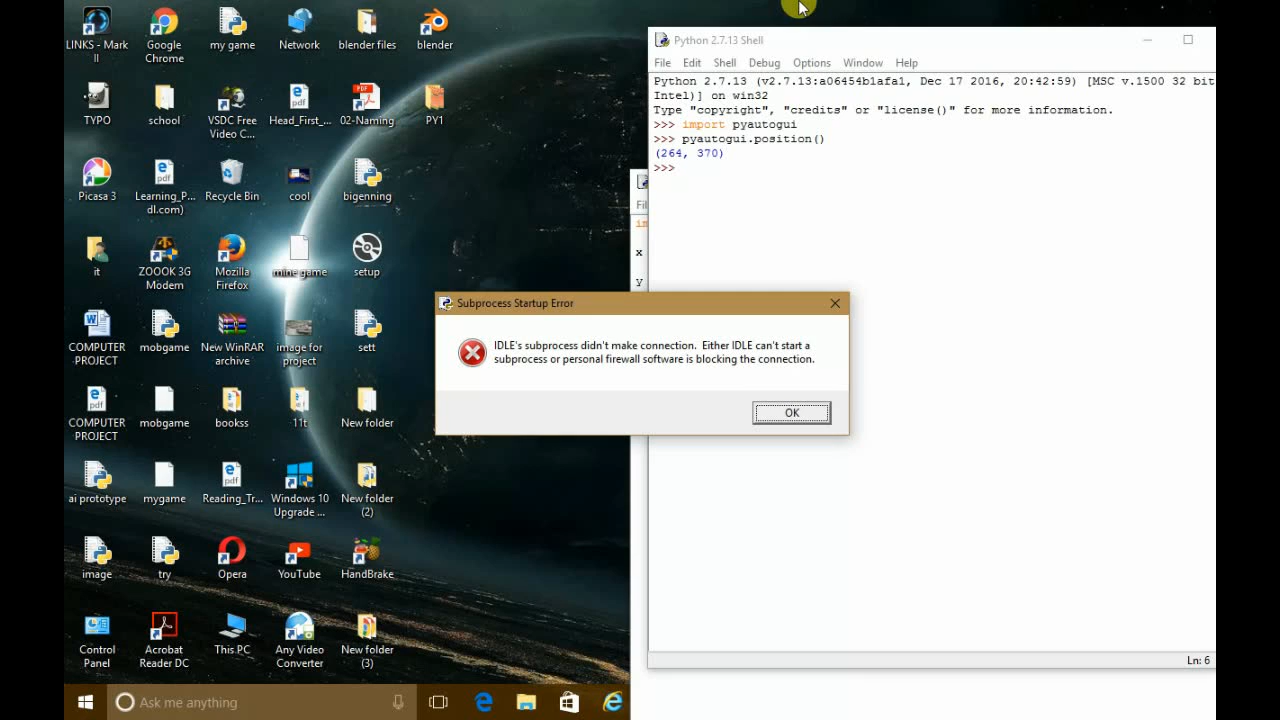 LINKS - Mark
II
Google
Chrome
my game
Network
blender files
blender
TYPO
school
VSDC Free
Video C...
Head_First_...
02-Naming
PY1
Picasa 3
Learning_P...
dl.com)
Recycle Bin
cool
bigenning
it
ZOOOK 3G
Modem
Mozilla
Firefox
mine game
setup
COMPUTER
PROJECT
mobgame
New WinRAR
archive
image for
project
sett
COMPUTER
PROJECT
mobgame
bookss
11t
New folder
ai prototype
mygame
Reading_Tr...
Windows 10
Upgrade ...
New folder
(2)
image
try
Opera
YouTube
HandBrake
Control
Panel
Acrobat
Reader DC
This PC
Any Video
Converter
New folder
(3)
Ask me anything
Python 2.7.13 Shell
File Edit Shell Debug Options Window Help
Python 2.7.13 (v2.7.13:a06454b1afa1, Dec 17 2016, 20:42:59) [MSC v.1500 32 bit
Intel)] on win32
Type "copyright", "credits" or "license()" for more information.
>>> import pyautogui
>>> pyautogui.position()
(264, 370)
>>>
Ln: 6
Fil
im
x
y
Subprocess Startup Error
IDLE's subprocess didn't make connection. Either IDLE can't start a
subprocess or personal firewall software is blocking the connection.
OK